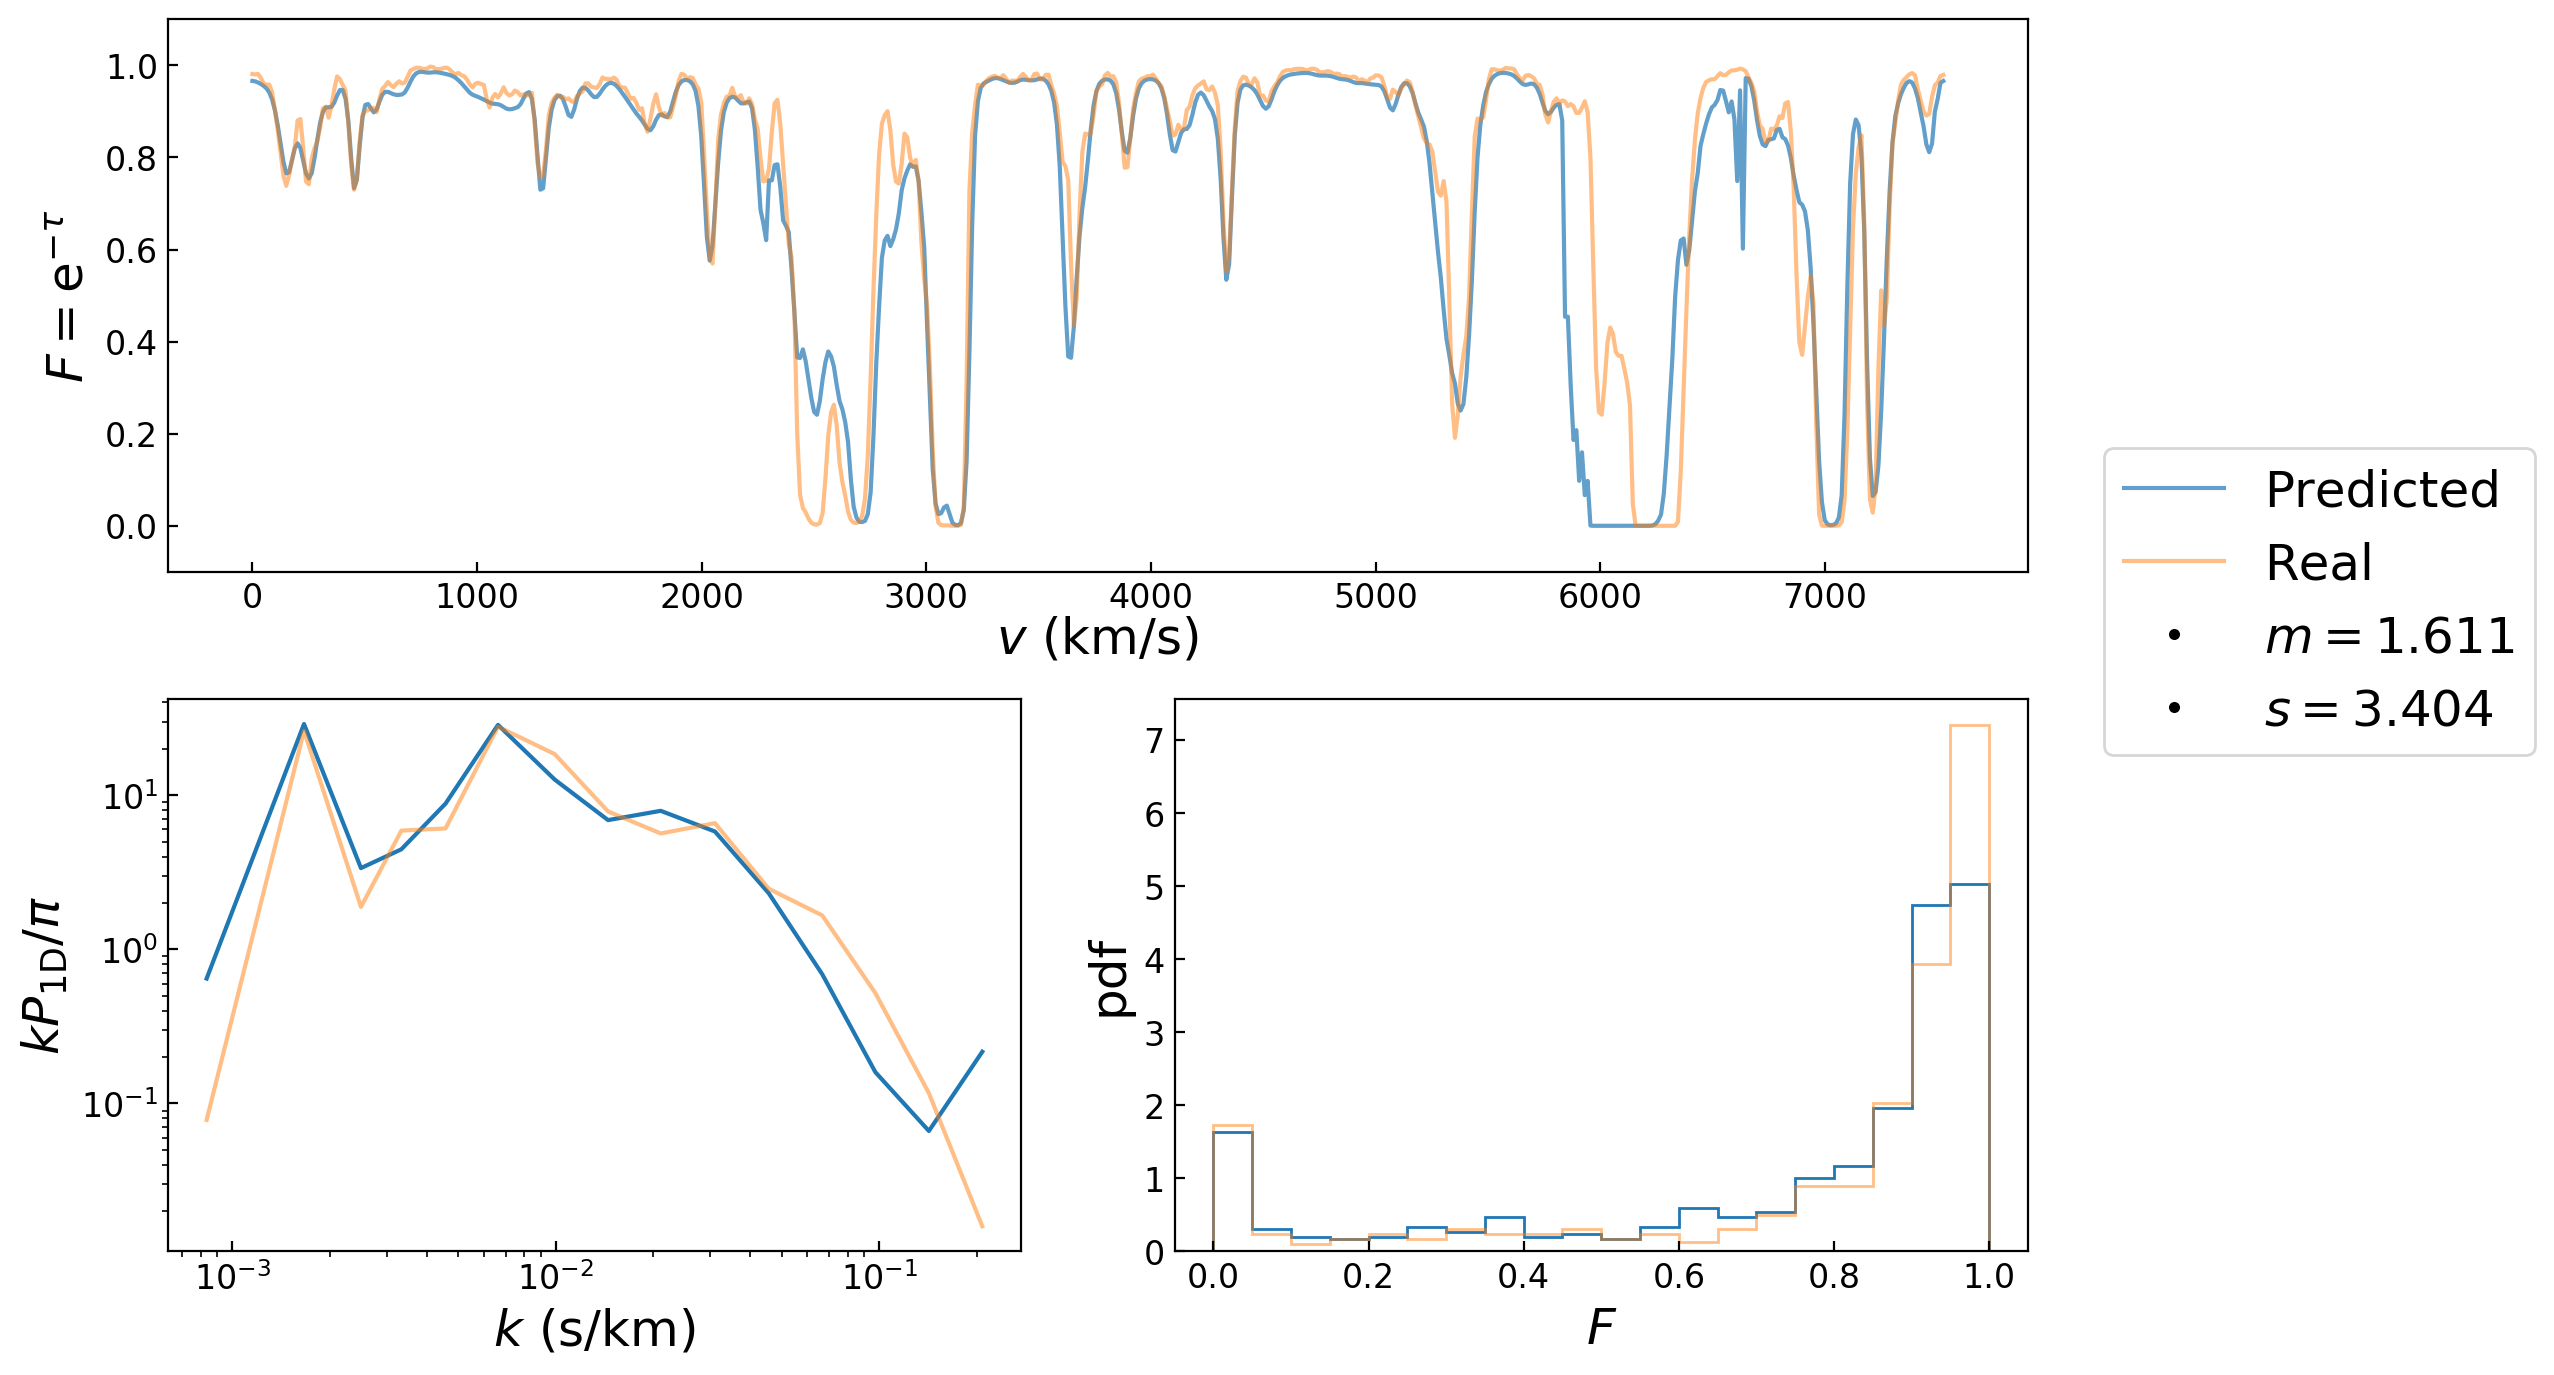 1.0
0.8
0.6
0.4
0.2
0.0
F = e^{−τ}
0 1000 2000 3000 4000 5000 6000 7000
v (km/s)
Predicted
Real
m = 1.611
s = 3.404
10^1
10^0
10^{−1}
kP_{1D}/π
10^{−3} 10^{−2} 10^{−1}
k (s/km)
7
6
5
4
3
2
1
0
pdf
0.0 0.2 0.4 0.6 0.8 1.0
F